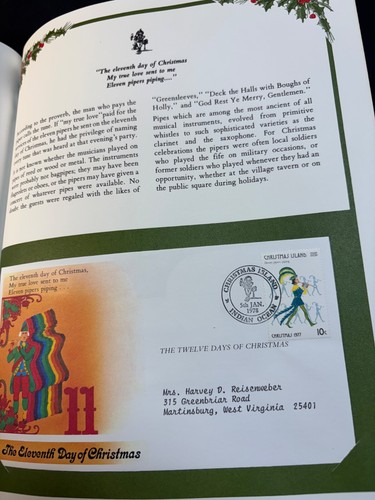 "The eleventh day of Christmas
My true love sent to me
Eleven pipers piping...."
According to the proverb, the man who pays the
calls the tune. If "my true love" paid for the
of the eleven pipers he sent on the eleventh
of Christmas, he had the privilege of naming
tune that was heard at that evening's party.
is not known whether the musicians played on
of reed or wood or metal. The instruments
probably not bagpipes; they may have been
or oboes, or the pipers may have given a
concert of whatever pipes were available. No
the guests were regaled with the likes of
"Greensleeves," "Deck the Halls with Boughs of
Holly," and "God Rest Ye Merry, Gentlemen."
Pipes which are among the most ancient of all
musical instruments, evolved from primitive
whistles to such sophisticated varieties as the
clarinet and the saxophone. For Christmas
celebrations the pipers were often local soldiers
who played the fife on military occasions, or
former soldiers who played whenever they had an
opportunity, whether at the village tavern or on
the public square during holidays.
The eleventh day of Christmas,
My true love sent to me
Eleven pipers piping . . .
11
The Eleventh Day of Christmas
CHRISTMAS ISLAND
5th JAN.
1978
INDIAN OCEAN
CHRISTMAS ISLAND
CHRISTMAS 1977
10c
THE TWELVE DAYS OF CHRISTMAS
Mrs. Harvey D. Reisenweber
315 Greenbriar Road
Martinsburg, West Virginia 25401